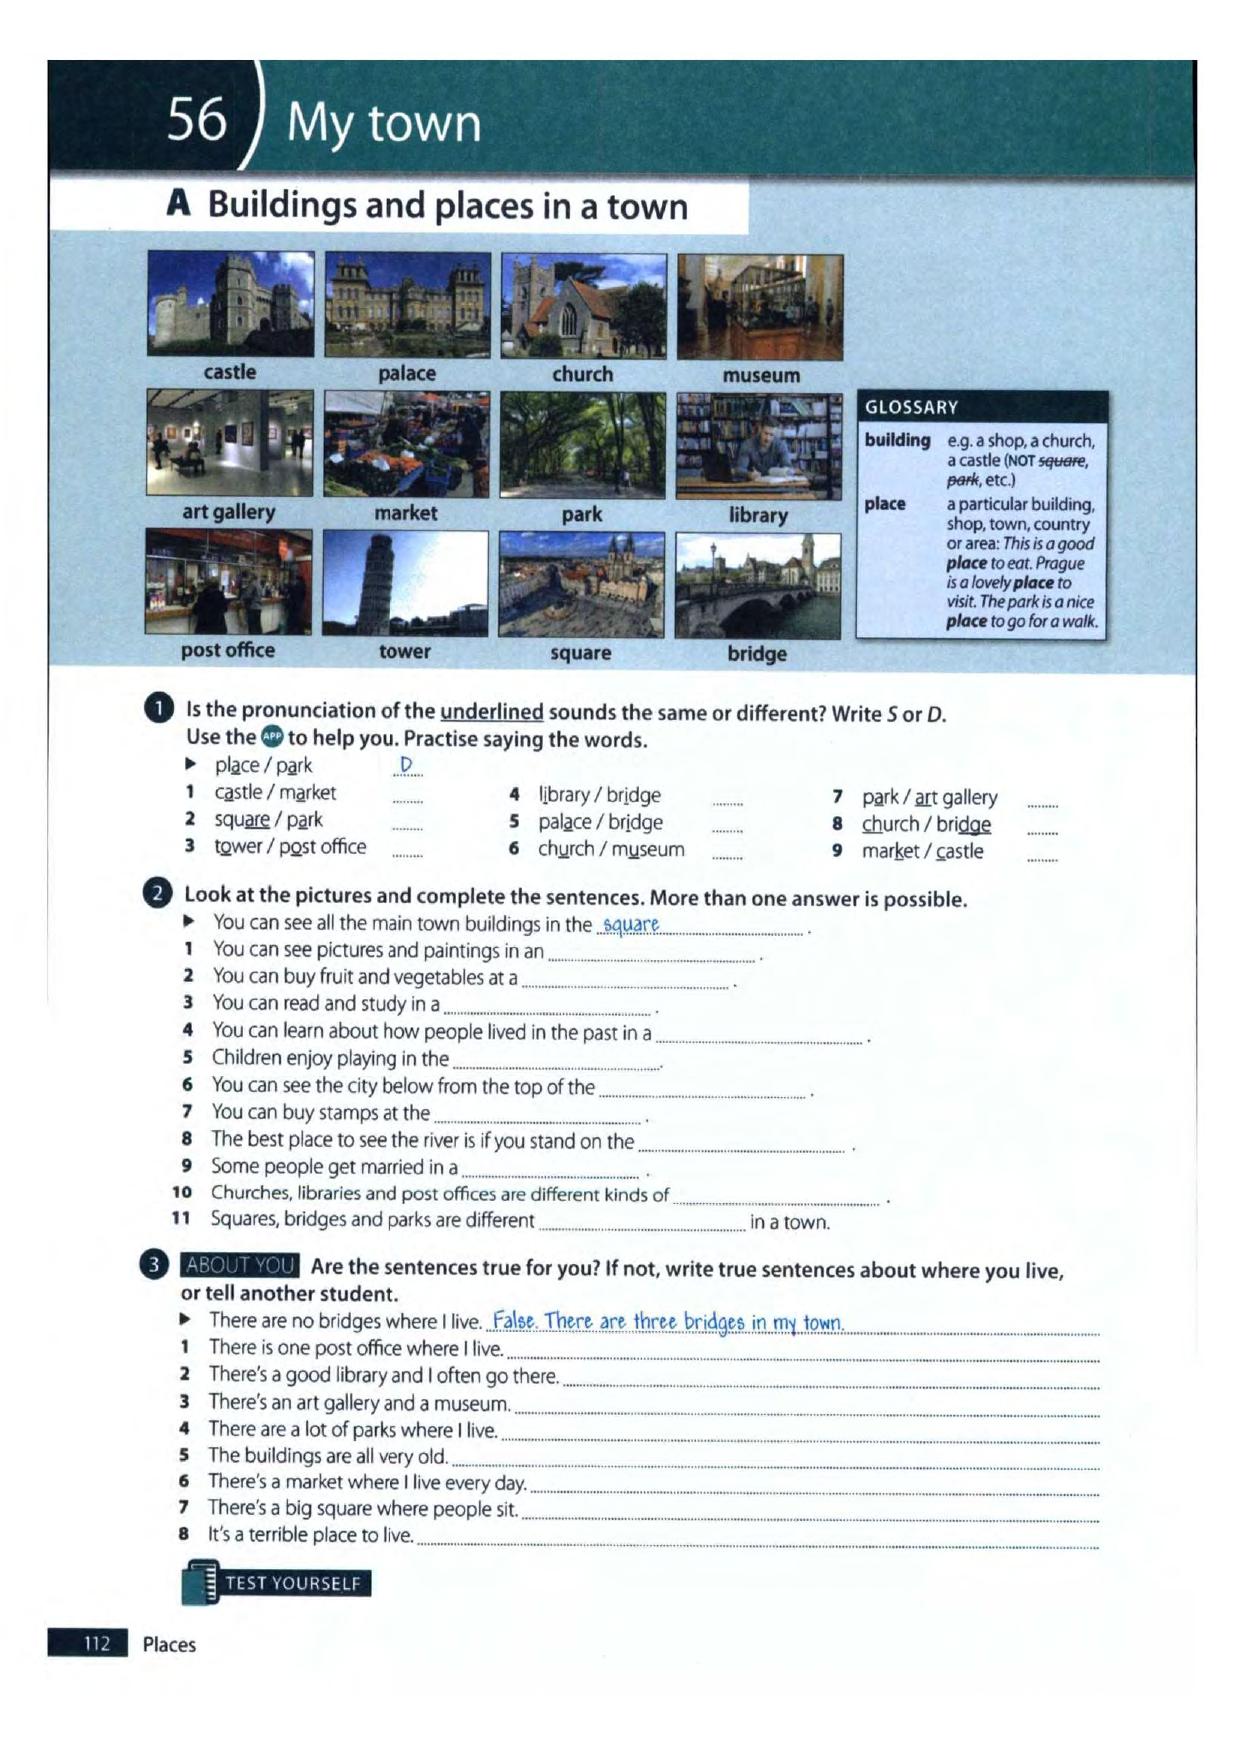 56 My town
A Buildings and places in a town
castle palace church museum
art gallery market park library
post office tower square bridge
GLOSSARY
building e.g. a shop, a church,
a castle (NOT square,
park, etc.)
place a particular building,
shop, town, country
or area: This is a good
place to eat. Prague
is a lovely place to
visit. The park is a nice
place to go for a walk.
1 Is the pronunciation of the underlined sounds the same or different? Write S or D.
Use the APP to help you. Practise saying the words.
▶ place / park D
1 castle / market ........
2 square / park ........
3 tower / post office ........
4 library / bridge ........
5 palace / bridge ........
6 church / museum ........
7 park / art gallery ........
8 church / bridge ........
9 market / castle ........
2 Look at the pictures and complete the sentences. More than one answer is possible.
▶ You can see all the main town buildings in the square .
1 You can see pictures and paintings in an ........ .
2 You can buy fruit and vegetables at a ........ .
3 You can read and study in a ........ .
4 You can learn about how people lived in the past in a ........ .
5 Children enjoy playing in the ........ .
6 You can see the city below from the top of the ........ .
7 You can buy stamps at the ........ .
8 The best place to see the river is if you stand on the ........ .
9 Some people get married in a ........ .
10 Churches, libraries and post offices are different kinds of ........ .
11 Squares, bridges and parks are different ........ in a town.
3 ABOUT YOU Are the sentences true for you? If not, write true sentences about where you live,
or tell another student.
▶ There are no bridges where I live. False. There are three bridges in my town.
1 There is one post office where I live. ........
2 There's a good library and I often go there. ........
3 There's an art gallery and a museum. ........
4 There are a lot of parks where I live. ........
5 The buildings are all very old. ........
6 There's a market where I live every day. ........
7 There's a big square where people sit. ........
8 It's a terrible place to live. ........
TEST YOURSELF
112 Places